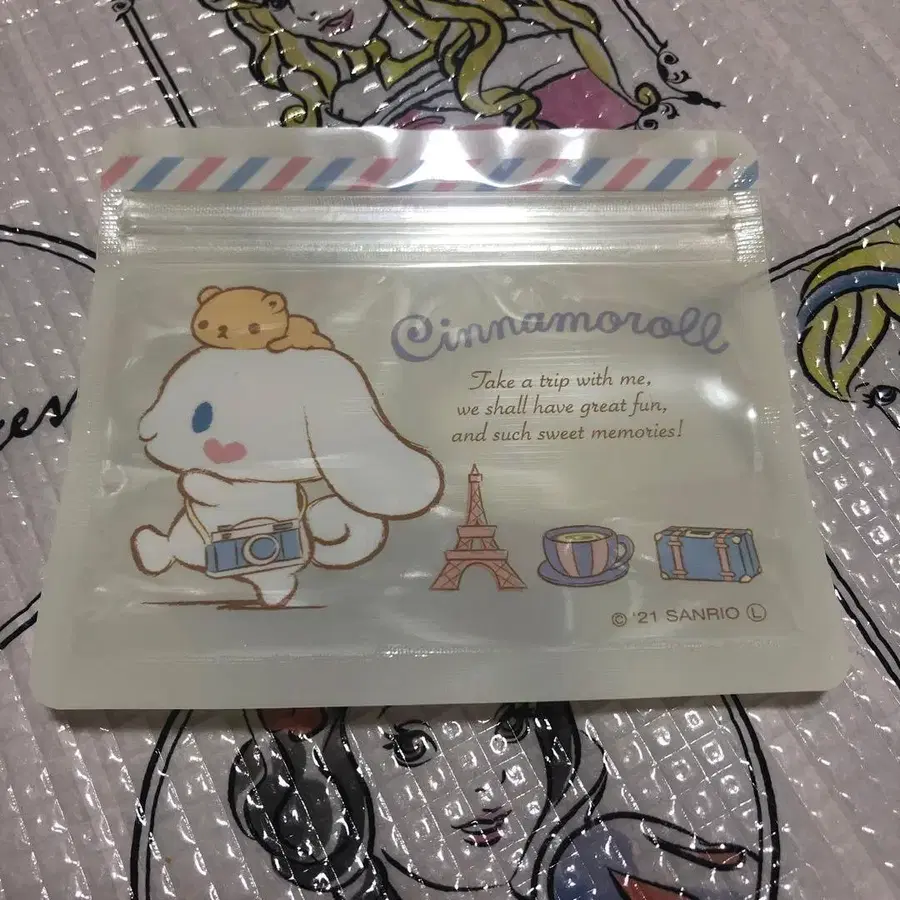 Cinnamoroll
Take a trip with me,
we shall have great fun,
and such sweet memories!
© '21 SANRIO Ⓛ